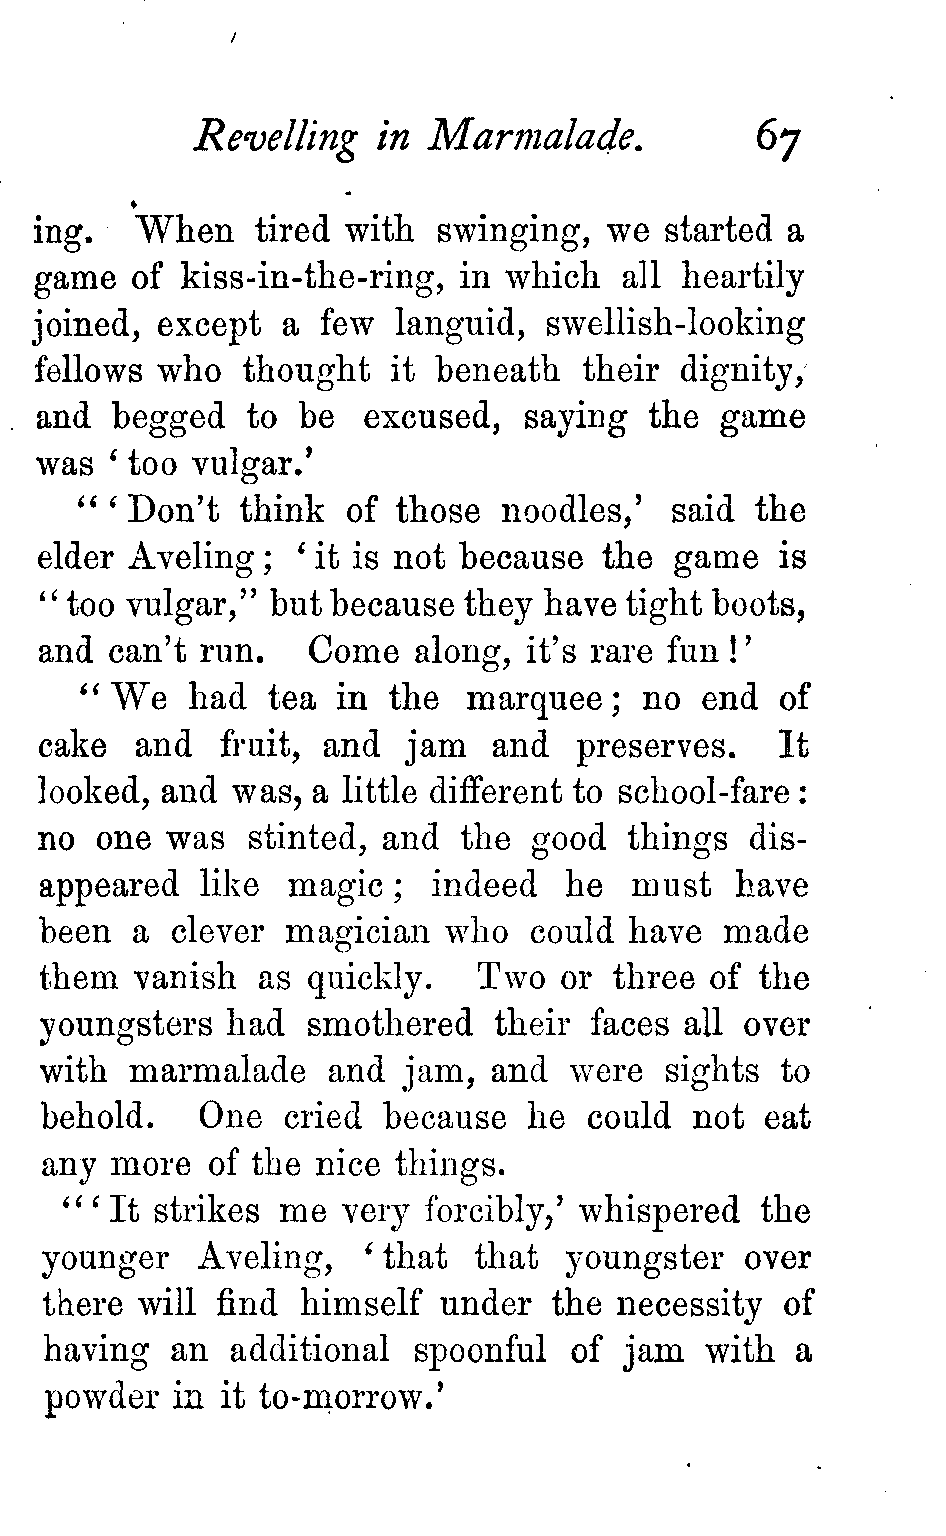 Revelling in Marmalade. 67
ing. When tired with swinging, we started a
game of kiss-in-the-ring, in which all heartily
joined, except a few languid, swellish-looking
fellows who thought it beneath their dignity,
and begged to be excused, saying the game
was ‘ too vulgar.’
“ ‘ Don’t think of those noodles,’ said the
elder Aveling ; ‘ it is not because the game is
“ too vulgar,” but because they have tight boots,
and can’t run. Come along, it’s rare fun ! ’
“ We had tea in the marquee ; no end of
cake and fruit, and jam and preserves. It
looked, and was, a little different to school-fare :
no one was stinted, and the good things dis-
appeared like magic ; indeed he must have
been a clever magician who could have made
them vanish as quickly. Two or three of the
youngsters had smothered their faces all over
with marmalade and jam, and were sights to
behold. One cried because he could not eat
any more of the nice things.
“ ‘ It strikes me very forcibly,’ whispered the
younger Aveling, ‘ that that youngster over
there will find himself under the necessity of
having an additional spoonful of jam with a
powder in it to-morrow.’